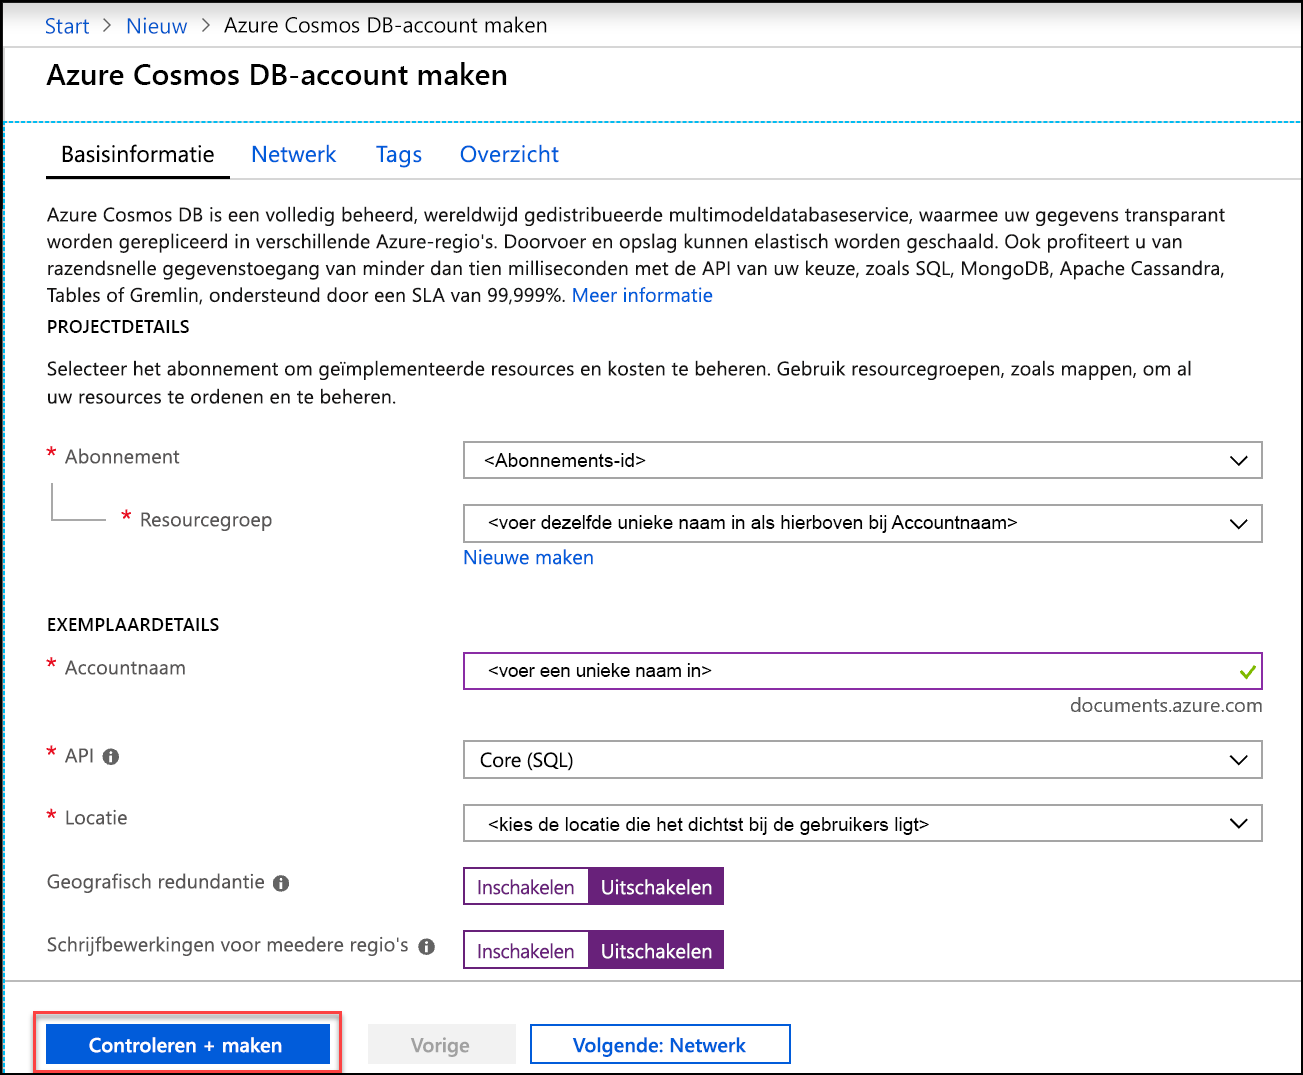 Start > Nieuw > Azure Cosmos DB-account maken
Azure Cosmos DB-account maken
Basisinformatie Netwerk Tags Overzicht
Azure Cosmos DB is een volledig beheerd, wereldwijd gedistribueerde multimodeldatabaseservice, waarmee uw gegevens transparant
worden gerepliceerd in verschillende Azure-regio's. Doorvoer en opslag kunnen elastisch worden geschaald. Ook profiteert u van
razendsnelle gegevenstoegang van minder dan tien milliseconden met de API van uw keuze, zoals SQL, MongoDB, Apache Cassandra,
Tables of Gremlin, ondersteund door een SLA van 99,999%. Meer informatie
PROJECTDETAILS
Selecteer het abonnement om geïmplementeerde resources en kosten te beheren. Gebruik resourcegroepen, zoals mappen, om al
uw resources te ordenen en te beheren.
* Abonnement <Abonnements-id>
* Resourcegroep <voer dezelfde unieke naam in als hierboven bij Accountnaam>
Nieuwe maken
EXEMPLAARDETAILS
* Accountnaam <voer een unieke naam in>
documents.azure.com
* API Core (SQL)
* Locatie <kies de locatie die het dichtst bij de gebruikers ligt>
Geografisch redundantie Inschakelen Uitschakelen
Schrijfbewerkingen voor meedere regio's Inschakelen Uitschakelen
Controleren + maken Vorige Volgende: Netwerk